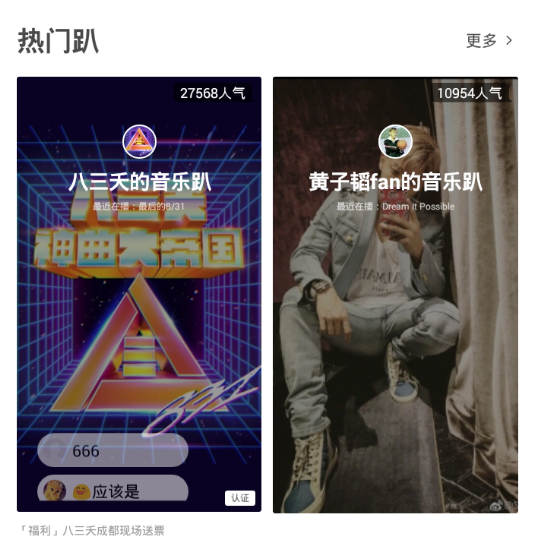 热门趴
更多
27568人气
八三夭的音乐趴
最近在播：最后的8/31
神曲大帝国
831
666
应该是
认证
「福利」八三夭成都现场送票
10954人气
黄子韬fan的音乐趴
最近在播：Dream It Possible